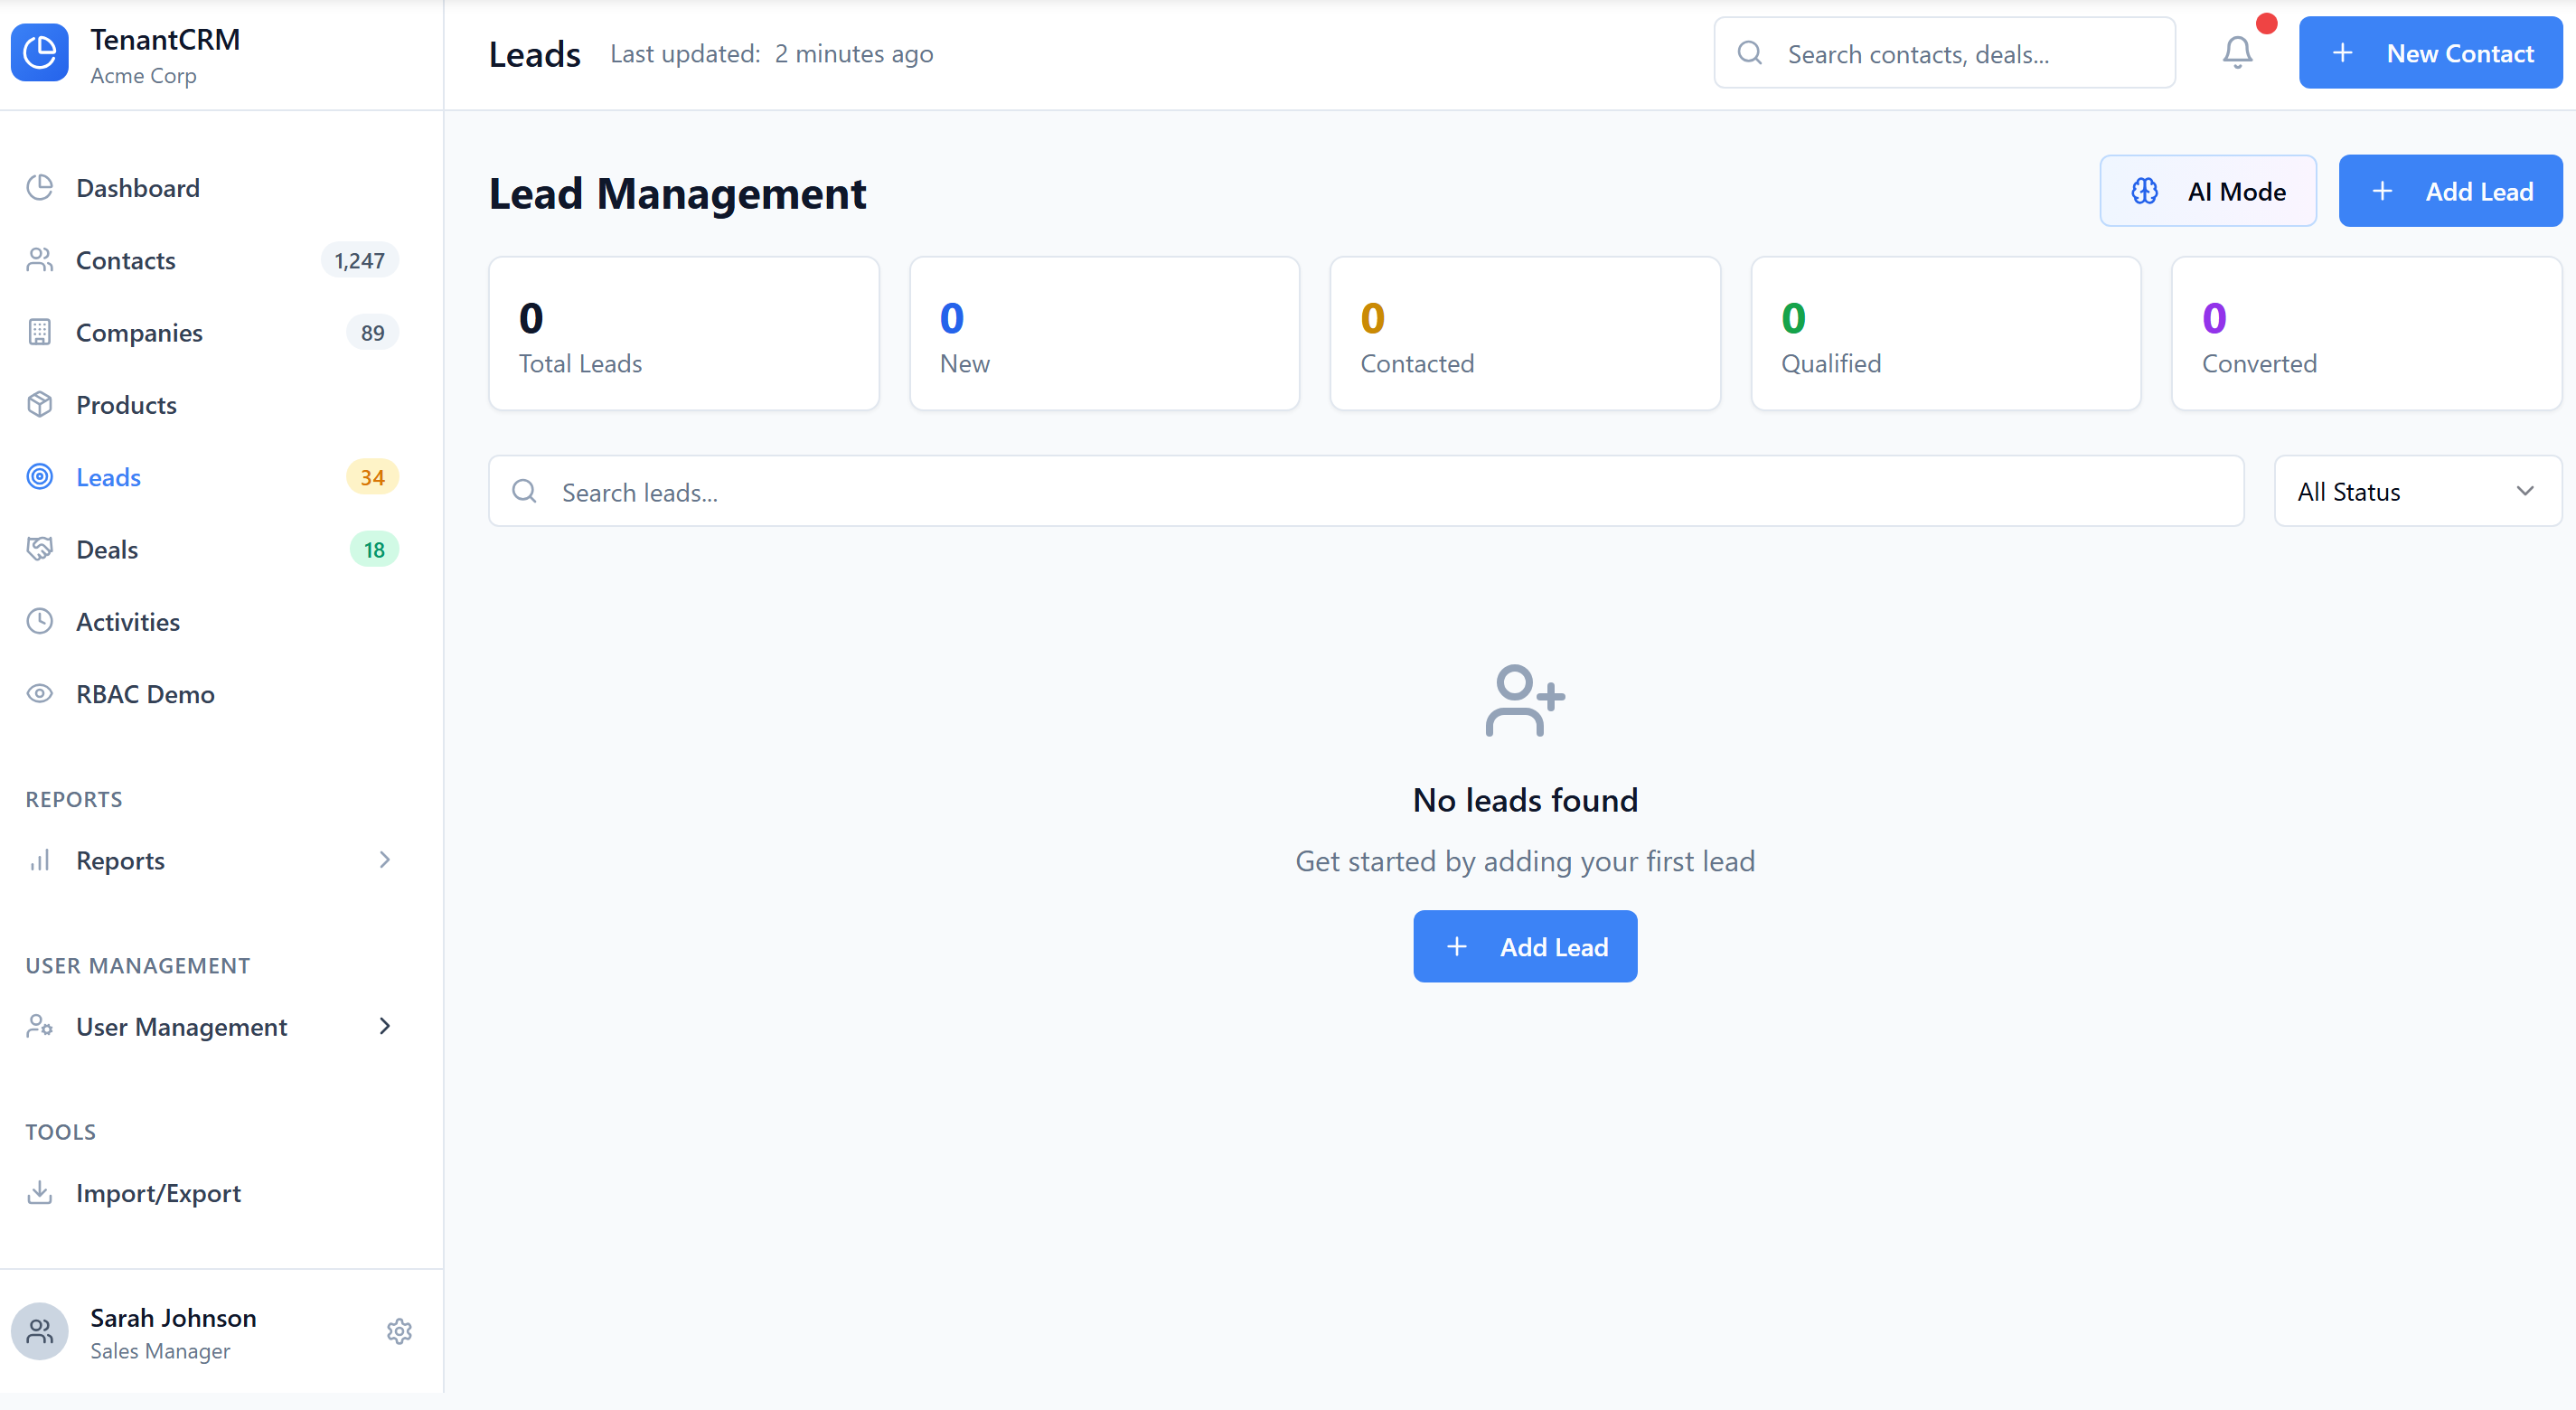 TenantCRM
Acme Corp
Dashboard
Contacts 1,247
Companies 89
Products
Leads 34
Deals 18
Activities
RBAC Demo
REPORTS
Reports
USER MANAGEMENT
User Management
TOOLS
Import/Export
Sarah Johnson
Sales Manager
Leads Last updated: 2 minutes ago
Search contacts, deals...
New Contact
Lead Management
AI Mode
Add Lead
0
Total Leads
0
New
0
Contacted
0
Qualified
0
Converted
Search leads...
All Status
No leads found
Get started by adding your first lead
Add Lead